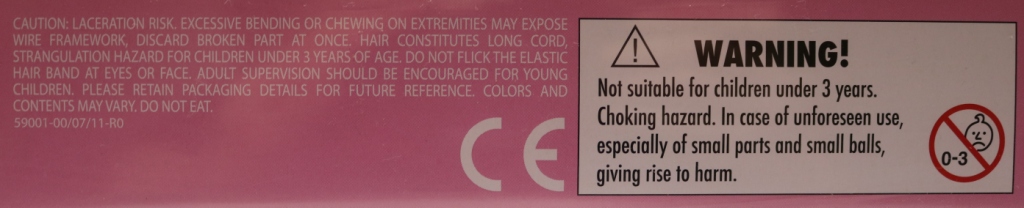 CAUTION: LACERATION RISK. EXCESSIVE BENDING OR CHEWING ON EXTREMITIES MAY EXPOSE
WIRE FRAMEWORK, DISCARD BROKEN PART AT ONCE. HAIR CONSTITUTES LONG CORD,
STRANGULATION HAZARD FOR CHILDREN UNDER 3 YEARS OF AGE. DO NOT FLICK THE ELASTIC
HAIR BAND AT EYES OR FACE. ADULT SUPERVISION SHOULD BE ENCOURAGED FOR YOUNG
CHILDREN. PLEASE RETAIN PACKAGING DETAILS FOR FUTURE REFERENCE. COLORS AND
CONTENTS MAY VARY. DO NOT EAT.
59001-00/07/11-R0
CE
! WARNING!
Not suitable for children under 3 years.
Choking hazard. In case of unforeseen use,
especially of small parts and small balls,
giving rise to harm.
0-3